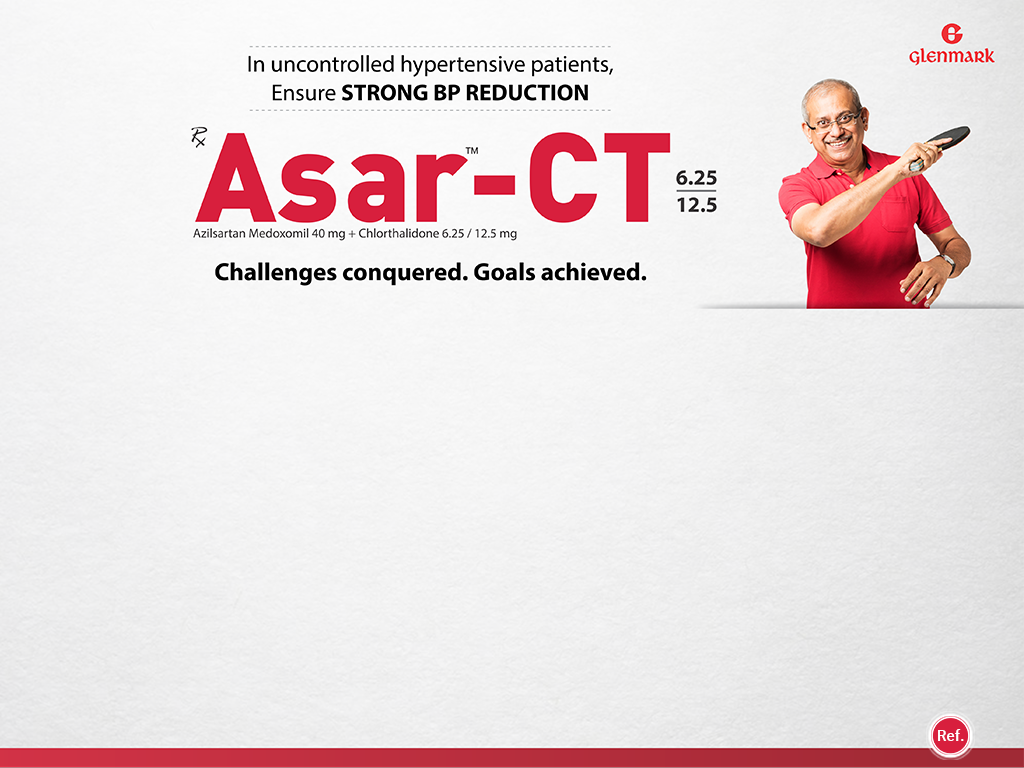 GLENMARK
In uncontrolled hypertensive patients,
Ensure STRONG BP REDUCTION
Rx Asar™-CT 6.25
12.5
Azilsartan Medoxomil 40 mg + Chlorthalidone 6.25 / 12.5 mg
Challenges conquered. Goals achieved.
Ref.